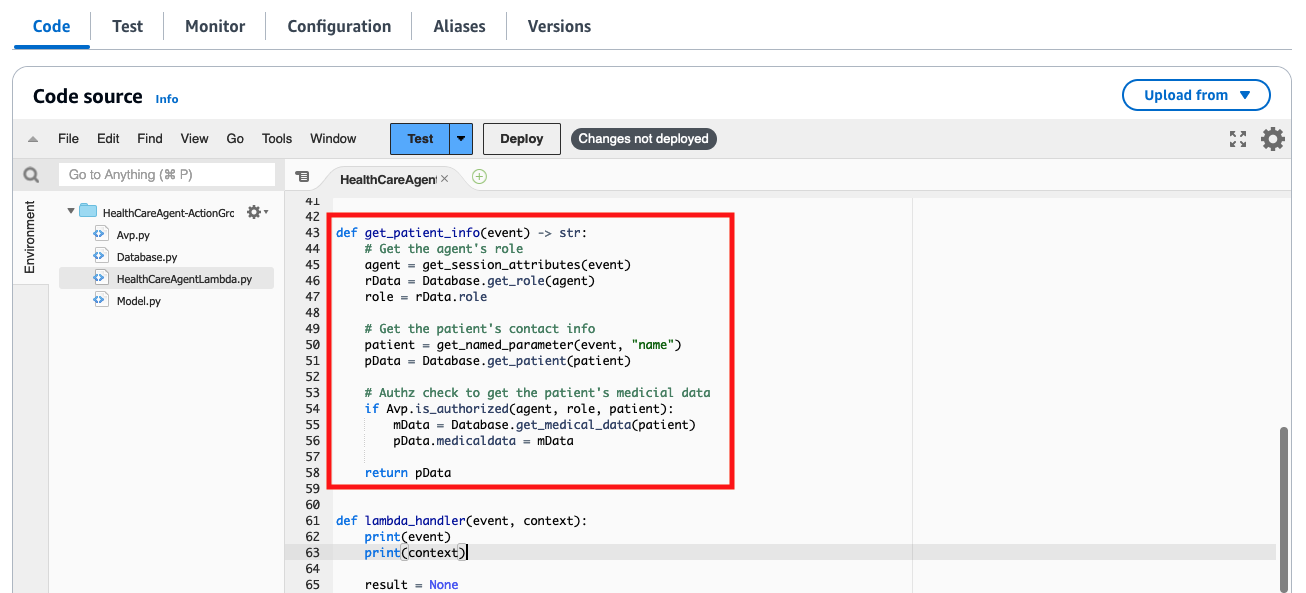 Code Test Monitor Configuration Aliases Versions
Code source Info
Upload from
File Edit Find View Go Tools Window Test Deploy Changes not deployed
Go to Anything (⌘ P)
HealthCareAgent
Environment
HealthCareAgent-ActionGrc
Avp.py
Database.py
HealthCareAgentLambda.py
Model.py
41
42
43 def get_patient_info(event) -> str:
44 # Get the agent's role
45 agent = get_session_attributes(event)
46 rData = Database.get_role(agent)
47 role = rData.role
48
49 # Get the patient's contact info
50 patient = get_named_parameter(event, "name")
51 pData = Database.get_patient(patient)
52
53 # Authz check to get the patient's medicial data
54 if Avp.is_authorized(agent, role, patient):
55 mData = Database.get_medical_data(patient)
56 pData.medicaldata = mData
57
58 return pData
59
60
61 def lambda_handler(event, context):
62 print(event)
63 print(context)
64
65 result = None